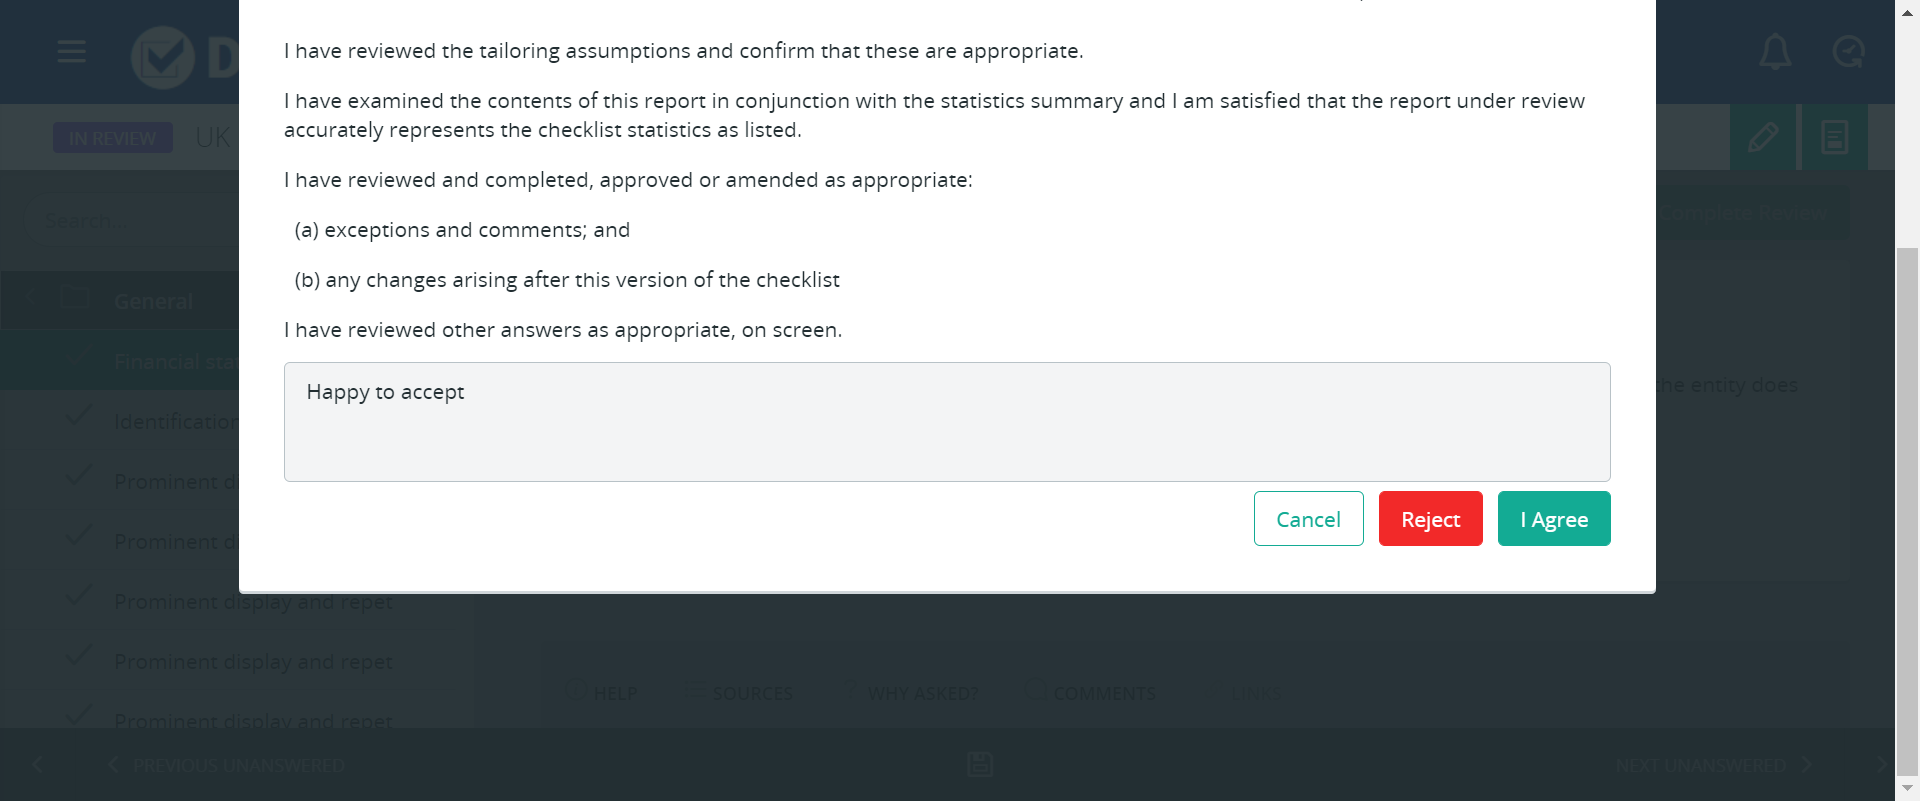 I have reviewed the tailoring assumptions and confirm that these are appropriate.
I have examined the contents of this report in conjunction with the statistics summary and I am satisfied that the report under review
accurately represents the checklist statistics as listed.
I have reviewed and completed, approved or amended as appropriate:
(a) exceptions and comments; and
(b) any changes arising after this version of the checklist
I have reviewed other answers as appropriate, on screen.
Happy to accept
Cancel Reject I Agree
D
IN REVIEW UK
Search...
Complete Review
General
Financial stat
the entity does
Identification
Prominent d
Prominent di
Prominent display and repet
Prominent display and repet
Prominent display and repet
HELP SOURCES WHY ASKED? COMMENTS LINKS
PREVIOUS UNANSWERED NEXT UNANSWERED